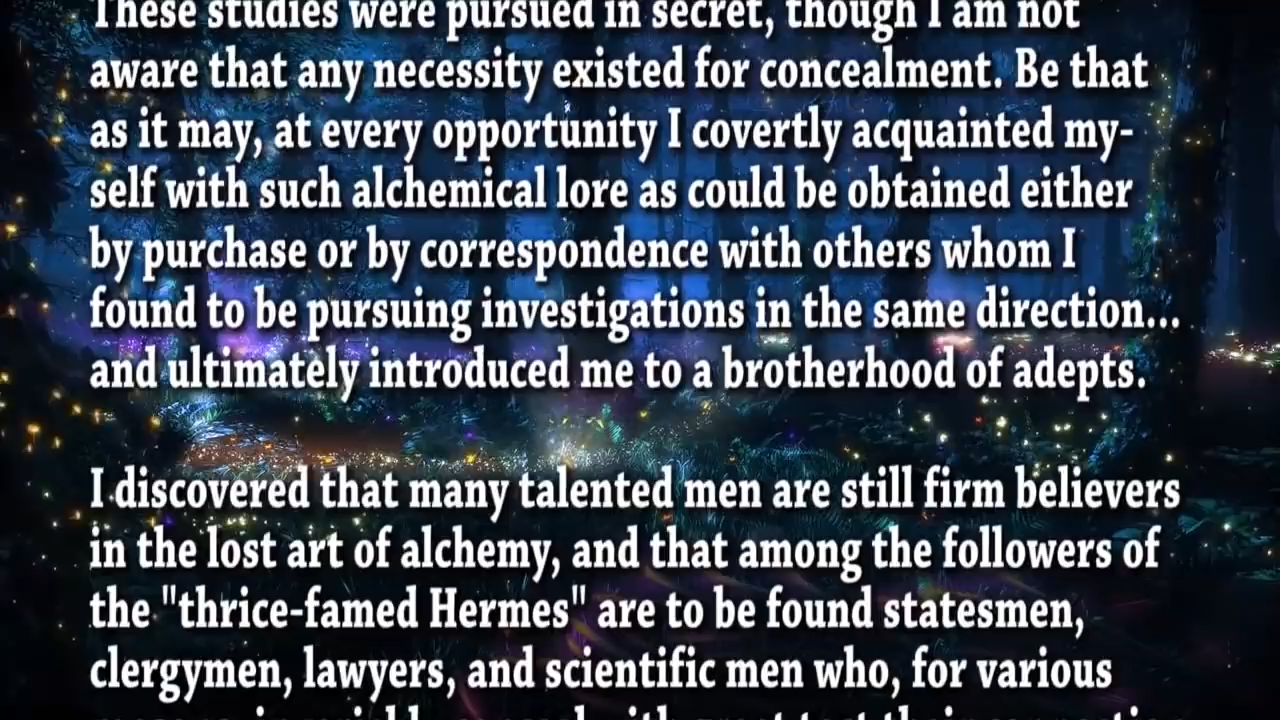 These studies were pursued in secret, though I am not
aware that any necessity existed for concealment. Be that
as it may, at every opportunity I covertly acquainted my-
self with such alchemical lore as could be obtained either
by purchase or by correspondence with others whom I
found to be pursuing investigations in the same direction...
and ultimately introduced me to a brotherhood of adepts.
I discovered that many talented men are still firm believers
in the lost art of alchemy, and that among the followers of
the "thrice-famed Hermes" are to be found statesmen,
clergymen, lawyers, and scientific men who, for various